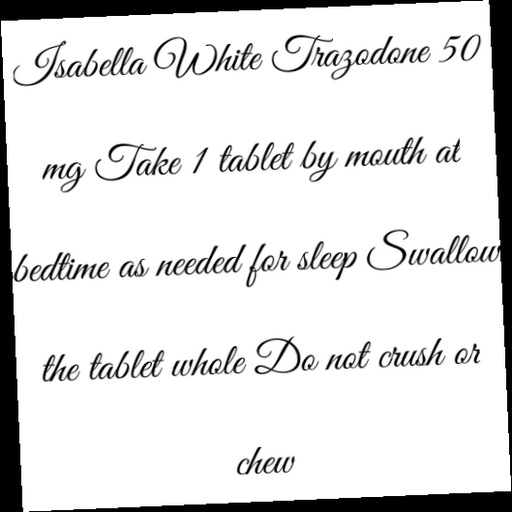 Isabella White Trazodone 50
mg Take 1 tablet by mouth at
bedtime as needed for sleep Swallow
the tablet whole Do not crush or
chew